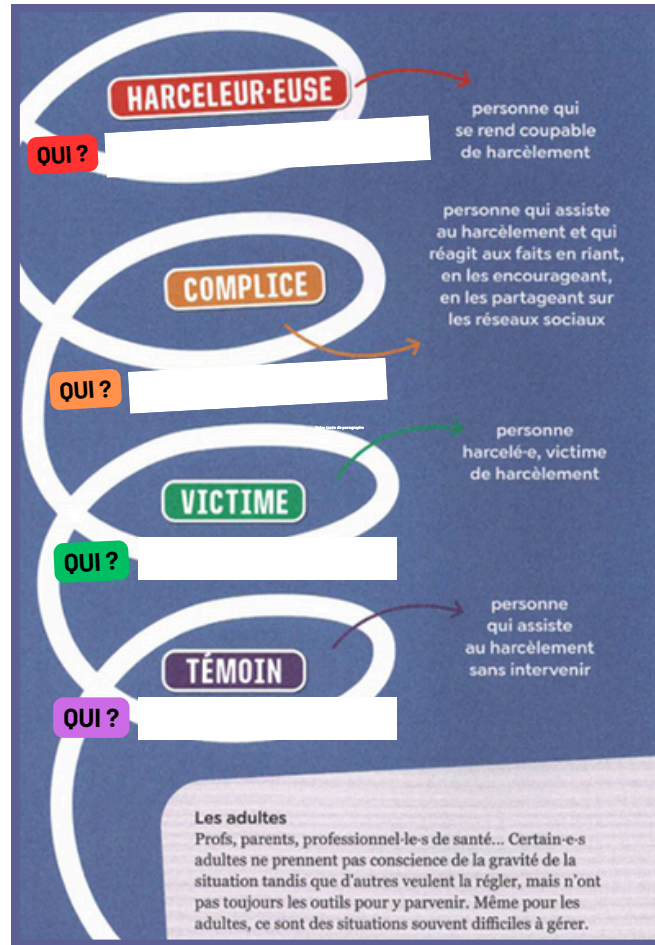 HARCELEUR·EUSE
personne qui
se rend coupable
de harcèlement
QUI ?
personne qui assiste
au harcèlement et qui
réagit aux faits en riant,
en les encourageant,
en les partageant sur
les réseaux sociaux
COMPLICE
QUI ?
personne
harcelé·e, victime
de harcèlement
VICTIME
QUI ?
personne
qui assiste
au harcèlement
sans intervenir
TÉMOIN
QUI ?
Les adultes
Profs, parents, professionnel·le·s de santé... Certain·e·s
adultes ne prennent pas conscience de la gravité de la
situation tandis que d'autres veulent la régler, mais n'ont
pas toujours les outils pour y parvenir. Même pour les
adultes, ce sont des situations souvent difficiles à gérer.